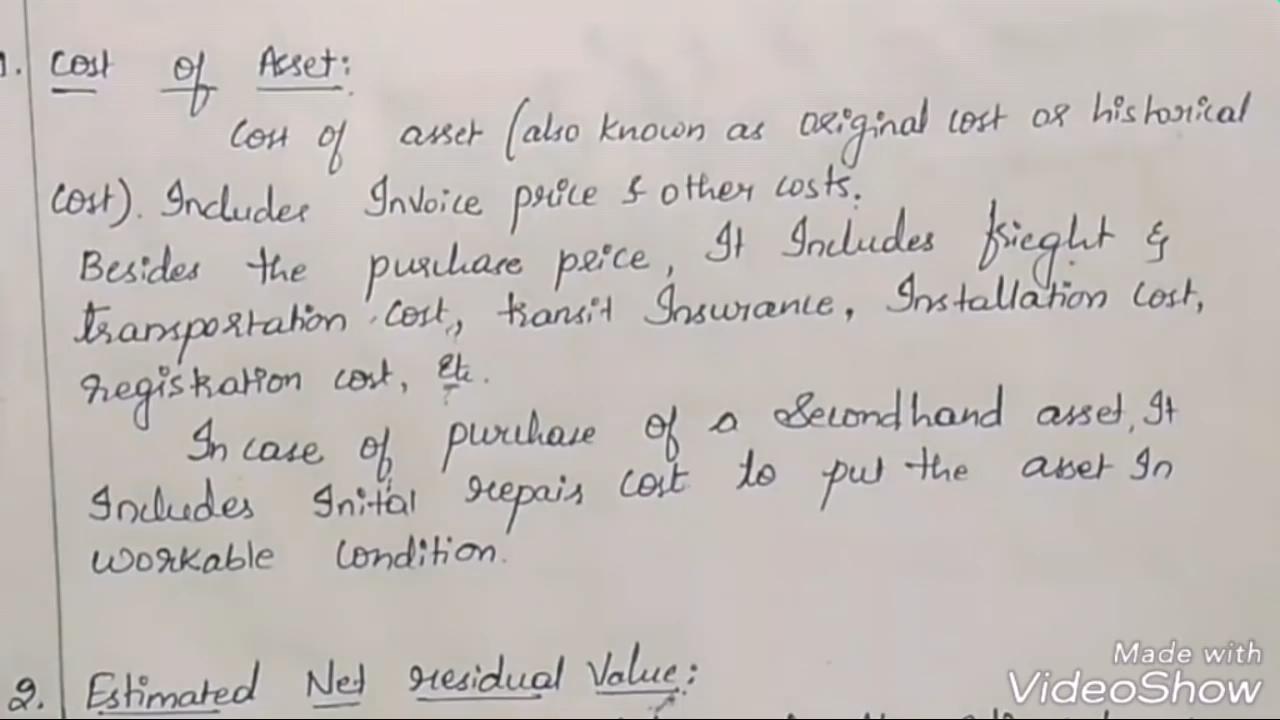 1. Cost of Asset:
Cost of asset (also known as original cost or historical
cost). Includes Invoice price & other costs.
Besides the purchase price, It Includes frieght &
transportation cost, transit Insurance, Installation cost,
registration cost, Etc.
In case of purchase of a Secondhand asset, It
Includes Inital repairs cost to put the asset In
workable condition.
2. Estimated Net residual Value:
Made with
VideoShow